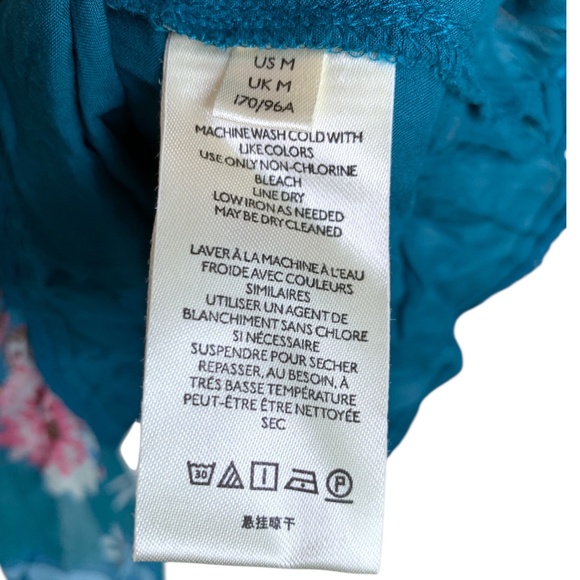 US M
UK M
170/96A
MACHINE WASH COLD WITH
LIKE COLORS
USE ONLY NON-CHLORINE
BLEACH
LINE DRY
LOW IRON AS NEEDED
MAY BE DRY CLEANED
LAVER À LA MACHINE À L'EAU
FROIDE AVEC COULEURS
SIMILAIRES
UTILISER UN AGENT DE
BLANCHIMENT SANS CHLORE
SI NÉCESSAIRE
SUSPENDRE POUR SECHER
REPASSER, AU BESOIN, À
TRÉS BASSE TEMPÉRATURE
PEUT-ÊTRE ÊTRE NETTOYÉE
SEC
30 P
悬挂晾干